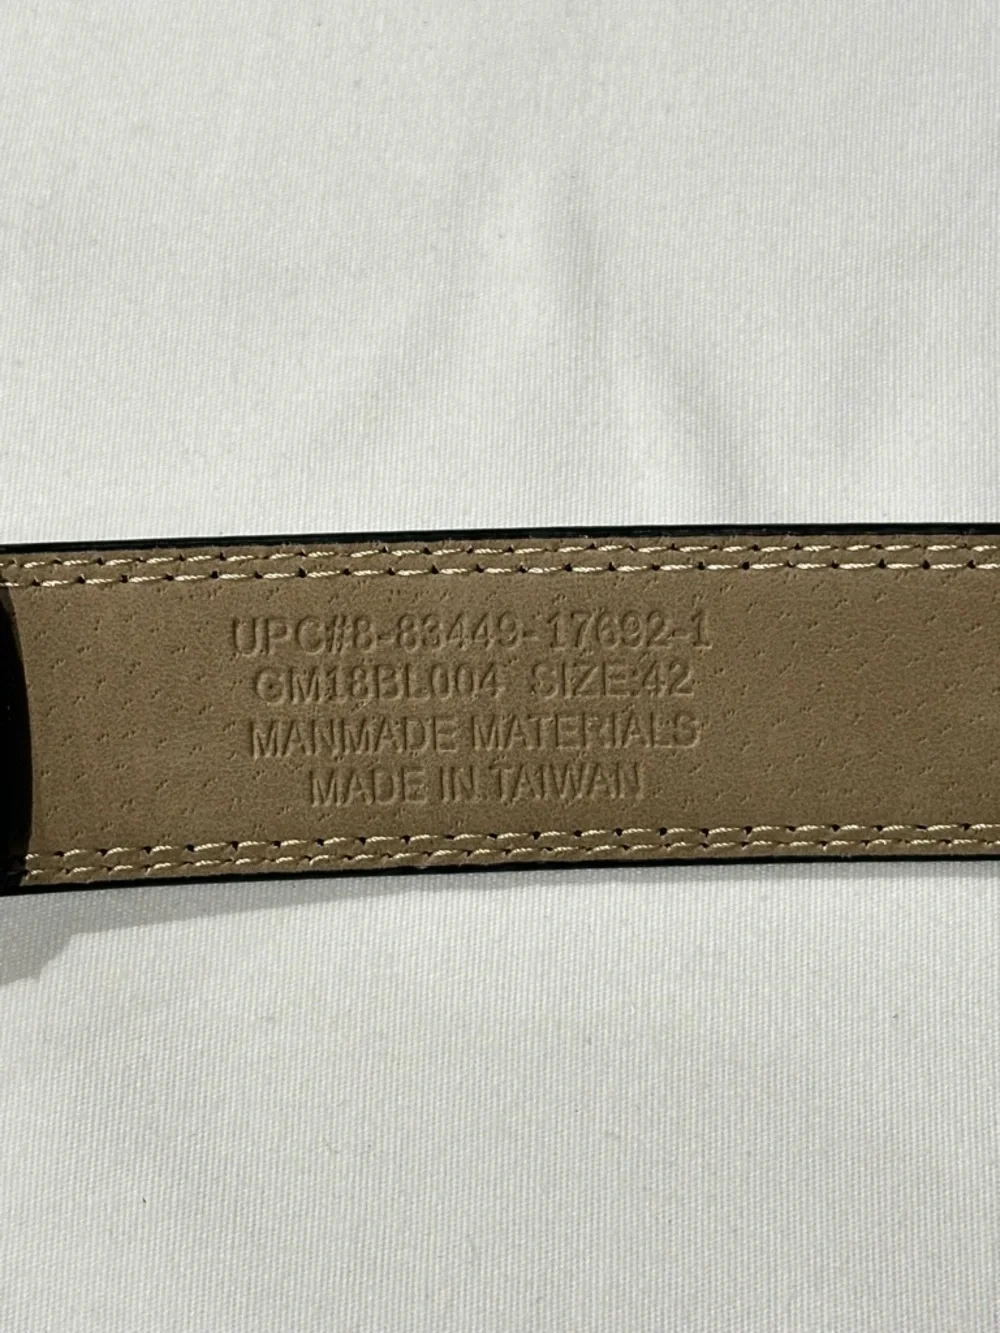 UPC#8-83449-17692-1
GM18BL004 SIZE:42
MANMADE MATERIALS
MADE IN TAIWAN